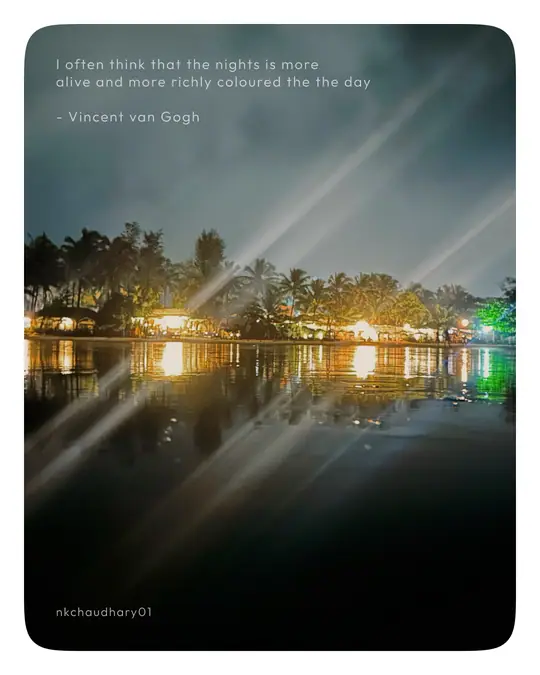 I often think that the nights is more
alive and more richly coloured the the day
- Vincent van Gogh
nkchaudhary01